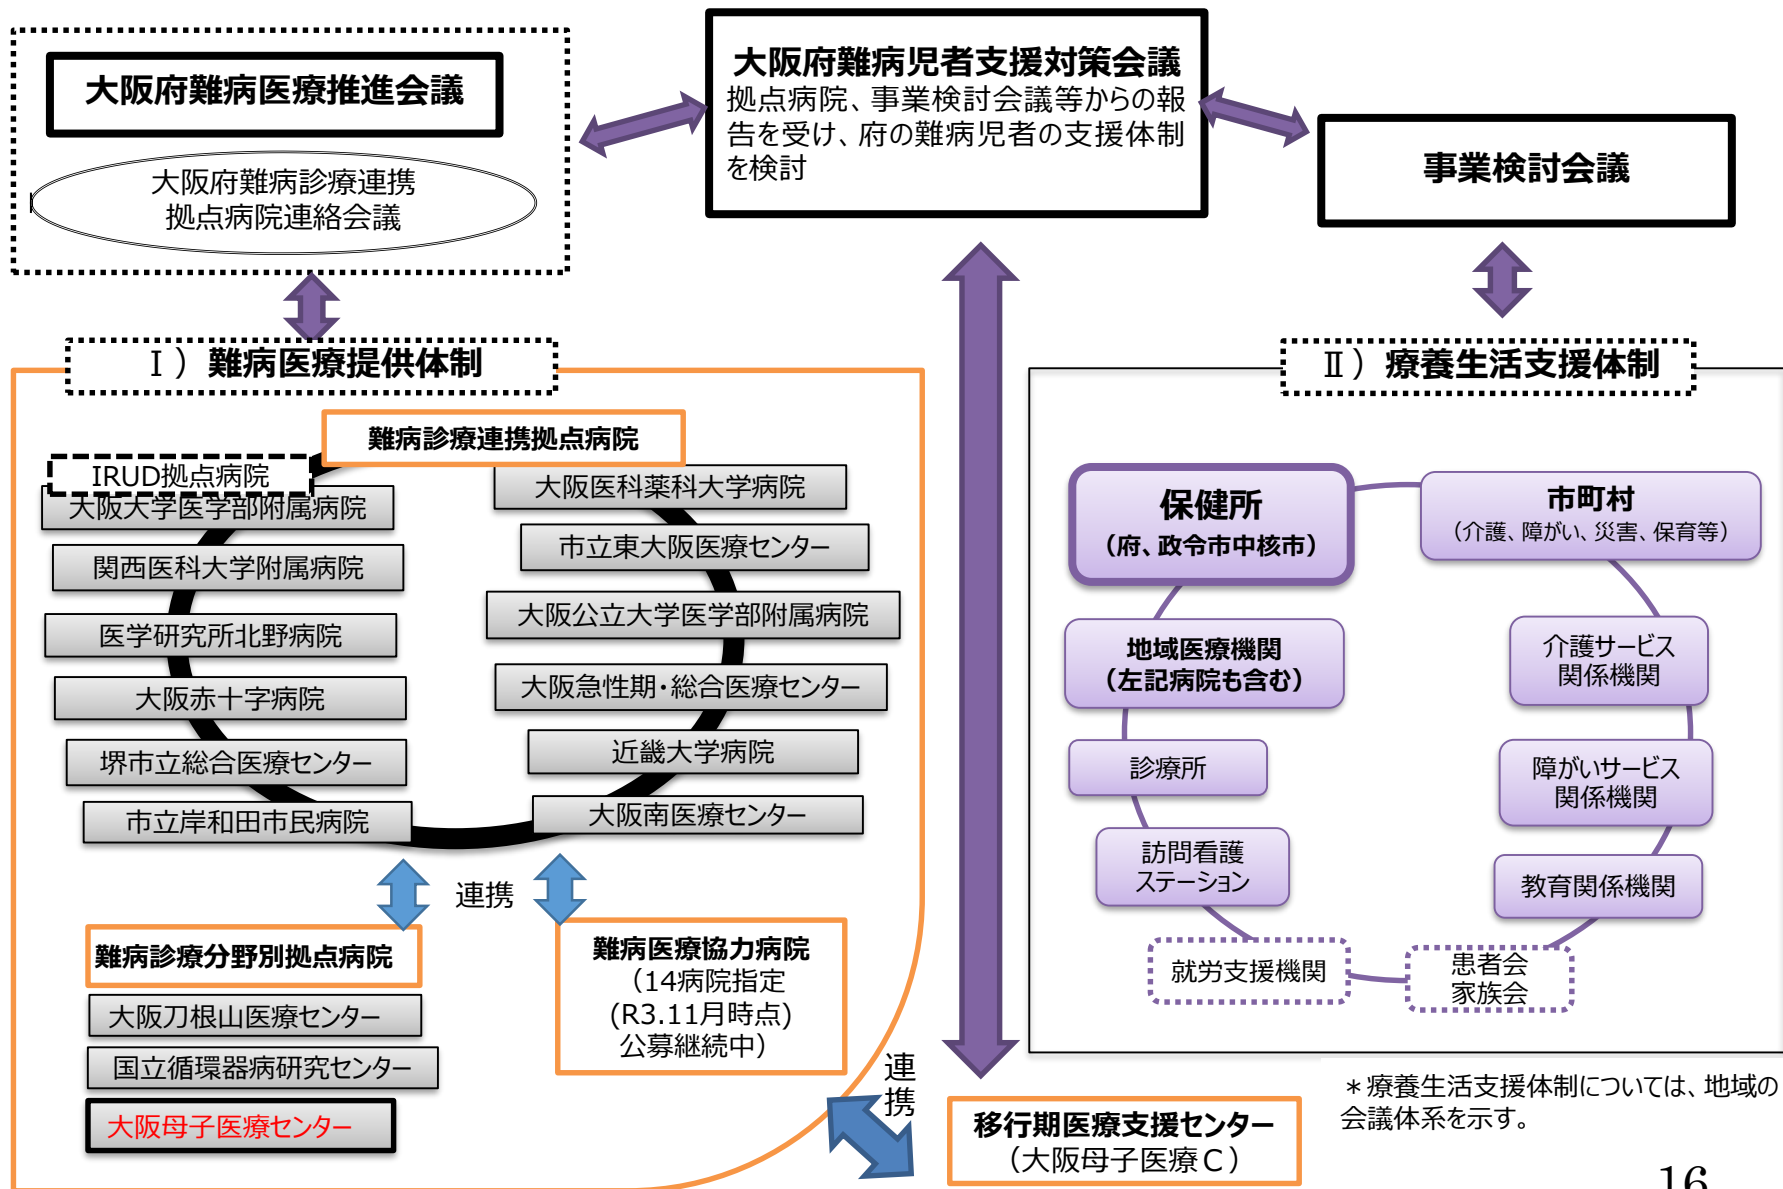 大阪府難病医療推進会議
大阪府難病診療連携
拠点病院連絡会議
大阪府難病児者支援対策会議
拠点病院、事業検討会議等からの報
告を受け、府の難病児者の支援体制
を検討
事業検討会議
Ⅰ）難病医療提供体制
難病診療連携拠点病院
IRUD拠点病院
大阪大学医学部附属病院
関西医科大学附属病院
医学研究所北野病院
大阪赤十字病院
堺市立総合医療センター
市立岸和田市民病院
大阪医科薬科大学病院
市立東大阪医療センター
大阪公立大学医学部附属病院
大阪急性期・総合医療センター
近畿大学病院
大阪南医療センター
連携
難病診療分野別拠点病院
大阪刀根山医療センター
国立循環器病研究センター
大阪母子医療センター
難病医療協力病院
（14病院指定
(R3.11月時点)
公募継続中）
連
携
移行期医療支援センター
（大阪母子医療Ｃ）
Ⅱ）療養生活支援体制
保健所
（府、政令市中核市）
市町村
（介護、障がい、災害、保育等）
地域医療機関
（左記病院も含む）
診療所
訪問看護
ステーション
就労支援機関
介護サービス
関係機関
障がいサービス
関係機関
教育関係機関
患者会
家族会
＊療養生活支援体制については、地域の
会議体系を示す。
16